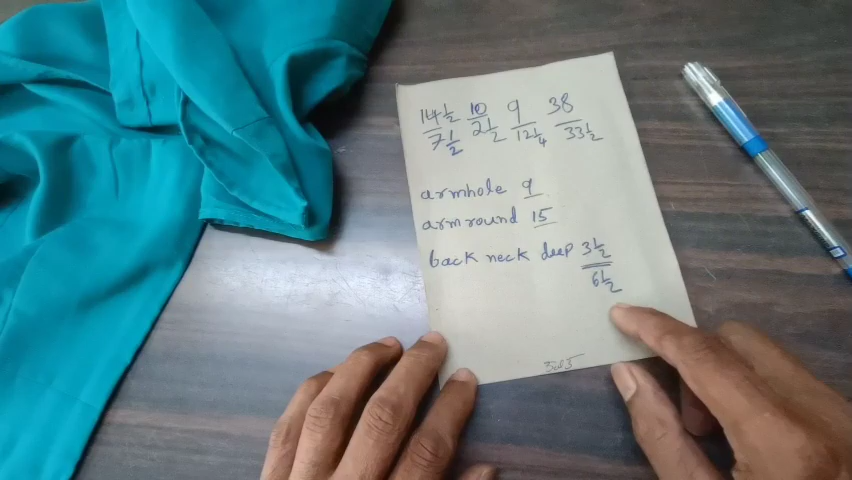 14½ 10 9 38
7½ 2½ 12¼ 33½
armhole 9
armround 15
back neck deep 3½
6½